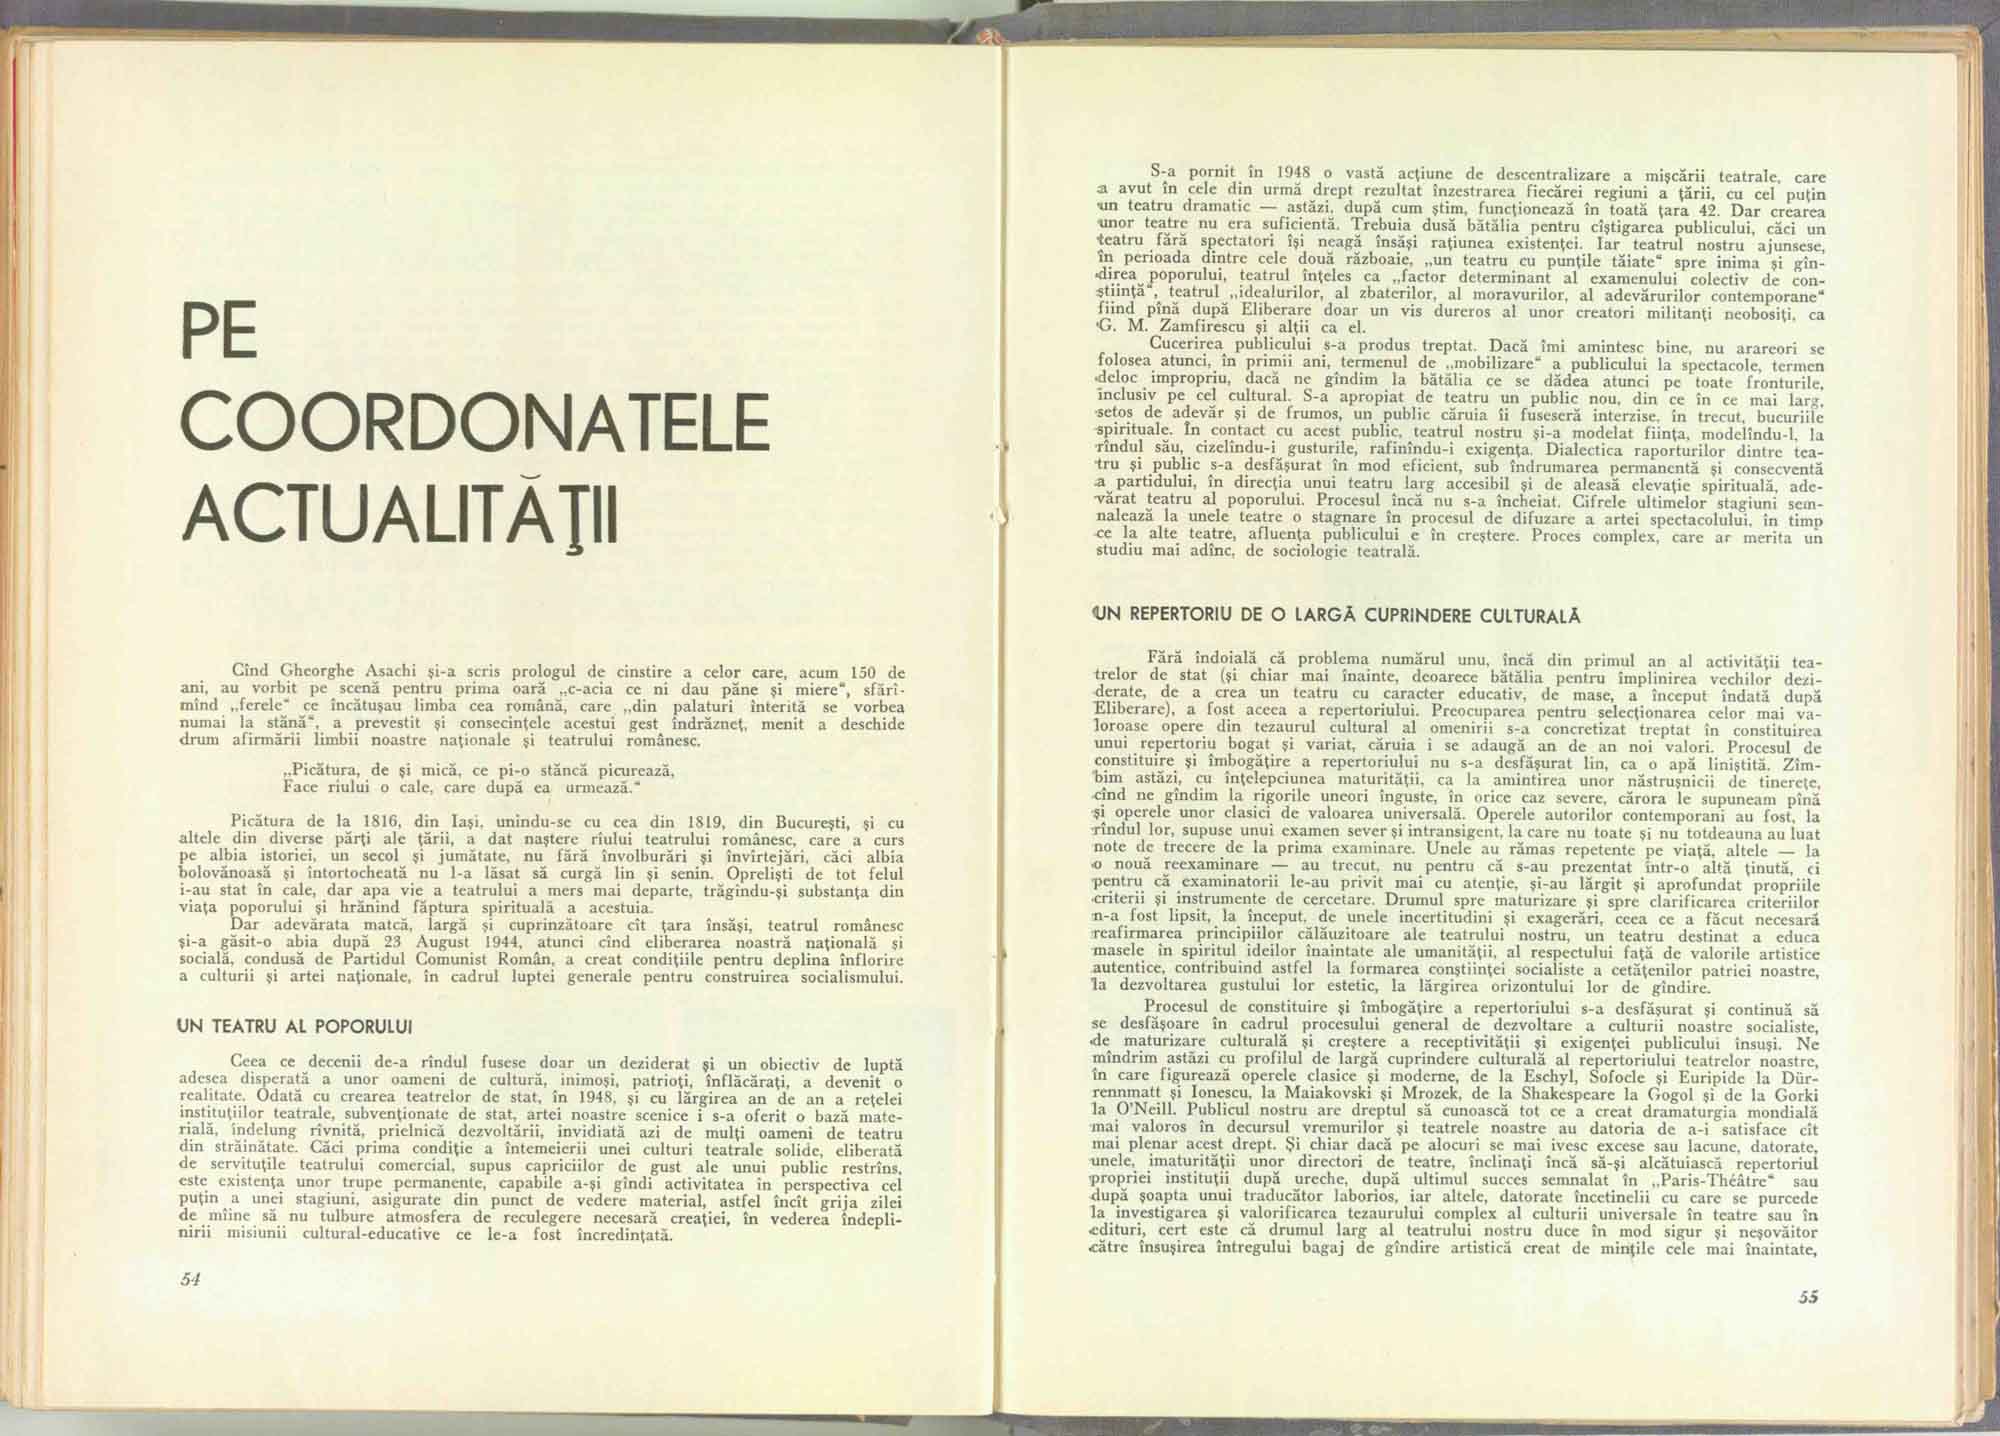 PE
COORDONATELE
ACTUALITĂŢII
Cînd Gheorghe Asachi şi-a scris prologul de cinstire a celor care, acum 150 de
ani, au vorbit pe scenă pentru prima oară „c-acia ce ni dau pâne şi miere“, sfărî-
mînd „ferele“ ce încătuşau limba cea română, care „din palaturi înterită se vorbea
numai la stână“, a prevestit şi consecinţele acestui gest îndrăzneţ, menit a deschide
drum afirmării limbii noastre naţionale şi teatrului românesc.
„Picătura, de şi mică, ce pi-o stâncă picurează,
Face riului o cale, care după ea urmează.“
Picătura de la 1816, din Iaşi, unindu-se cu cea din 1819, din Bucureşti, şi cu
altele din diverse părţi ale ţării, a dat naştere rîului teatrului românesc, care a curs
pe albia istoriei, un secol şi jumătate, nu fără învolburări şi învîrtejări, căci albia
bolovănoasă şi întortocheată nu l-a lăsat să curgă lin şi senin. Oprelişti de tot felul
i-au stat în cale, dar apa vie a teatrului a mers mai departe, trăgîndu-şi substanţa din
viaţa poporului şi hrănind făptura spirituală a acestuia.
Dar adevărata matcă, largă şi cuprinzătoare cît ţara însăşi, teatrul românesc
şi-a găsit-o abia după 23 August 1944, atunci cînd eliberarea noastră naţională şi
socială, condusă de Partidul Comunist Român, a creat condiţiile pentru deplina înflorire
a culturii şi artei naţionale, în cadrul luptei generale pentru construirea socialismului.
UN TEATRU AL POPORULUI
Ceea ce decenii de-a rîndul fusese doar un deziderat şi un obiectiv de luptă
adesea disperată a unor oameni de cultură, inimoşi, patrioţi, înflăcăraţi, a devenit o
realitate. Odată cu crearea teatrelor de stat, în 1948, şi cu lărgirea an de an a reţelei
instituţiilor teatrale, subvenţionate de stat, artei noastre scenice i s-a oferit o bază mate-
rială, îndelung rîvnită, prielnică dezvoltării, invidiată azi de mulţi oameni de teatru
din străinătate. Căci prima condiţie a întemeierii unei culturi teatrale solide, eliberată
de servituţile teatrului comercial, supus capriciilor de gust ale unui public restrîns,
este existenţa unor trupe permanente, capabile a-şi gîndi activitatea în perspectiva cel
puţin a unei stagiuni, asigurate din punct de vedere material, astfel încît grija zilei
de mîine să nu tulbure atmosfera de reculegere necesară creaţiei, în vederea îndepli-
nirii misiunii cultural-educative ce le-a fost încredinţată.
54
S-a pornit în 1948 o vastă acţiune de descentralizare a mişcării teatrale, care
a avut în cele din urmă drept rezultat înzestrarea fiecărei regiuni a ţării, cu cel puţin
un teatru dramatic — astăzi, după cum ştim, funcţionează în toată ţara 42. Dar crearea
unor teatre nu era suficientă. Trebuia dusă bătălia pentru cîştigarea publicului, căci un
teatru fără spectatori îşi neagă însăşi raţiunea existenţei. Iar teatrul nostru ajunsese,
în perioada dintre cele două războaie, „un teatru cu punţile tăiate“ spre inima şi gîn-
direa poporului, teatrul înţeles ca „factor determinant al examenului colectiv de con-
ştiinţă“, teatrul „idealurilor, al zbaterilor, al moravurilor, al adevărurilor contemporane“
fiind pînă după Eliberare doar un vis dureros al unor creatori militanţi neobosiţi, ca
G. M. Zamfirescu şi alţii ca el.
Cucerirea publicului s-a produs treptat. Dacă îmi amintesc bine, nu arareori se
folosea atunci, în primii ani, termenul de „mobilizare“ a publicului la spectacole, termen
deloc impropriu, dacă ne gîndim la bătălia ce se dădea atunci pe toate fronturile,
inclusiv pe cel cultural. S-a apropiat de teatru un public nou, din ce în ce mai larg,
setos de adevăr şi de frumos, un public căruia îi fuseseră interzise, în trecut, bucuriile
spirituale. În contact cu acest public, teatrul nostru şi-a modelat fiinţa, modelîndu-l, la
rîndul său, cizelîndu-i gusturile, rafinîndu-i exigenţa. Dialectica raporturilor dintre tea-
tru şi public s-a desfăşurat în mod eficient, sub îndrumarea permanentă şi consecventă
a partidului, în direcţia unui teatru larg accesibil şi de aleasă elevaţie spirituală, ade-
vărat teatru al poporului. Procesul încă nu s-a încheiat. Cifrele ultimelor stagiuni sem-
nalează la unele teatre o stagnare în procesul de difuzare a artei spectacolului, în timp
ce la alte teatre, afluenţa publicului e în creştere. Proces complex, care ar merita un
studiu mai adînc, de sociologie teatrală.
UN REPERTORIU DE O LARGĂ CUPRINDERE CULTURALĂ
Fără îndoială că problema numărul unu, încă din primul an al activităţii tea-
trelor de stat (şi chiar mai înainte, deoarece bătălia pentru împlinirea vechilor dezi-
derate, de a crea un teatru cu caracter educativ, de mase, a început îndată după
Eliberare), a fost aceea a repertoriului. Preocuparea pentru selecţionarea celor mai va-
loroase opere din tezaurul cultural al omenirii s-a concretizat treptat în constituirea
unui repertoriu bogat şi variat, căruia i se adaugă an de an noi valori. Procesul de
constituire şi îmbogăţire a repertoriului nu s-a desfăşurat lin, ca o apă liniştită. Zîm-
bim astăzi, cu înţelepciunea maturităţii, ca la amintirea unor năstruşnicii de tinereţe,
cînd ne gîndim la rigorile uneori înguste, în orice caz severe, cărora le supuneam pînă
şi operele unor clasici de valoarea universală. Operele autorilor contemporani au fost, la
rîndul lor, supuse unui examen sever şi intransigent, la care nu toate şi nu totdeauna au luat
note de trecere de la prima examinare. Unele au rămas repetente pe viaţă, altele — la
o nouă reexaminare — au trecut, nu pentru că s-au prezentat într-o altă ţinută, ci
pentru că examinatorii le-au privit mai cu atenţie, şi-au lărgit şi aprofundat propriile
criterii şi instrumente de cercetare. Drumul spre maturizare şi spre clarificarea criteriilor
n-a fost lipsit, la început, de unele incertitudini şi exagerări, ceea ce a făcut necesară
reafirmarea principiilor călăuzitoare ale teatrului nostru, un teatru destinat a educa
masele în spiritul ideilor înaintate ale umanităţii, al respectului faţă de valorile artistice
autentice, contribuind astfel la formarea conştiinţei socialiste a cetăţenilor patriei noastre,
la dezvoltarea gustului lor estetic, la lărgirea orizontului lor de gîndire.
Procesul de constituire şi îmbogăţire a repertoriului s-a desfăşurat şi continuă să
se desfăşoare în cadrul procesului general de dezvoltare a culturii noastre socialiste,
de maturizare culturală şi creştere a receptivităţii şi exigenţei publicului însuşi. Ne
mîndrim astăzi cu profilul de largă cuprindere culturală al repertoriului teatrelor noastre,
în care figurează operele clasice şi moderne, de la Eschyl, Sofocle şi Euripide la Dür-
rennmatt şi Ionescu, la Maiakovski şi Mrozek, de la Shakespeare la Gogol şi de la Gorki
la O'Neill. Publicul nostru are dreptul să cunoască tot ce a creat dramaturgia mondială
mai valoros în decursul vremurilor şi teatrele noastre au datoria de a-i satisface cît
mai plenar acest drept. Şi chiar dacă pe alocuri se mai ivesc excese sau lacune, datorate,
unele, imaturităţii unor directori de teatre, înclinaţi încă să-şi alcătuiască repertoriul
propriei instituţii după ureche, după ultimul succes semnalat în „Paris-Théâtre“ sau
după şoapta unui traducător laborios, iar altele, datorate încetinelii cu care se purcede
la investigarea şi valorificarea tezaurului complex al culturii universale în teatre sau în
edituri, cert este că drumul larg al teatrului nostru duce în mod sigur şi neşovăitor
către însuşirea întregului bagaj de gîndire artistică creat de minţile cele mai înaintate,
55